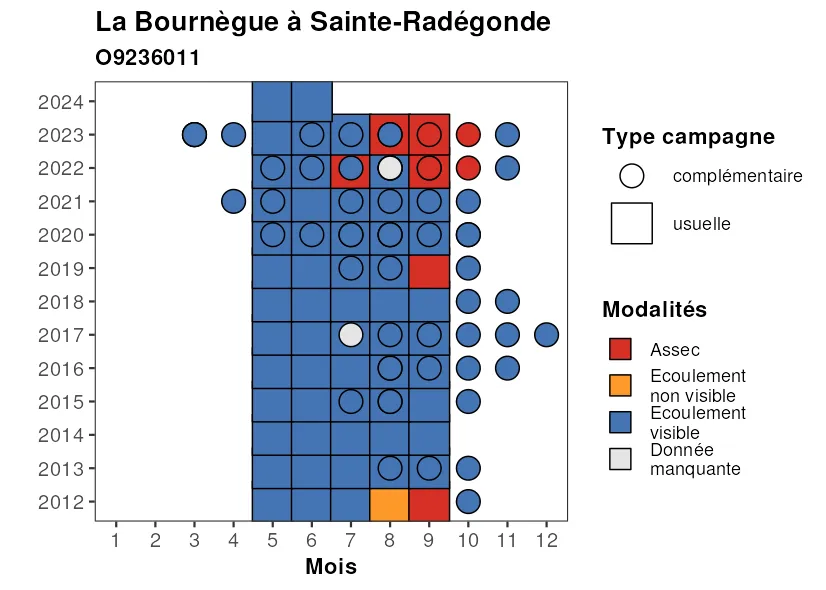 La Bournègue à Sainte-Radégonde
O9236011
2024
2023
2022
2021
2020
2019
2018
2017
2016
2015
2014
2013
2012
1 2 3 4 5 6 7 8 9 10 11 12
Mois
Type campagne
complémentaire
usuelle
Modalités
Assec
Ecoulement
non visible
Ecoulement
visible
Donnée
manquante